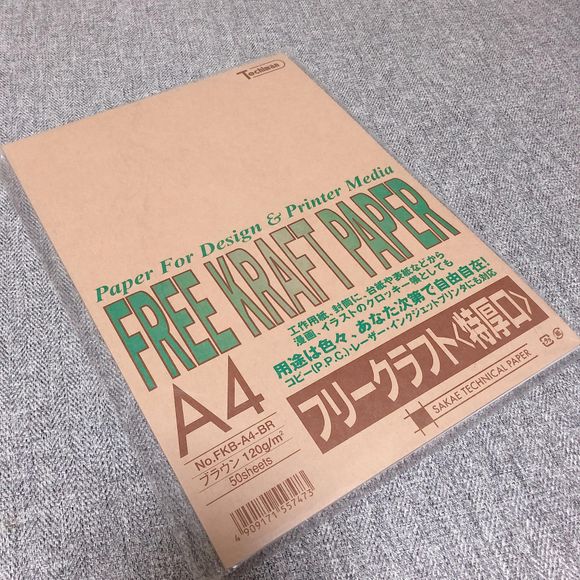 Tochiman
Paper For Design & Printer Media
FREE KRAFT PAPER
工作用紙、封筒に、台紙や表紙などから
漫画、イラストのクロッキー帳としても
用途は色々、あなた次第で自由自在!
コピー(P.P.C.)・レーザー・インクジェットプリンタにも対応
A4
No.FKB-A4-BR
ブラウン 120g/m²
50sheets
フリークラフト〈特厚口〉
SAKAE TECHNICAL PAPER
4 909171 557473